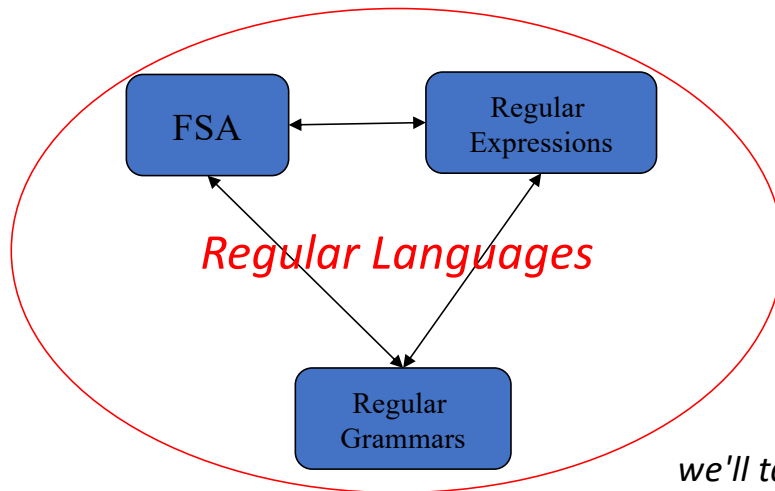 FSA
Regular
Expressions
Regular Languages
Regular
Grammars
we'll